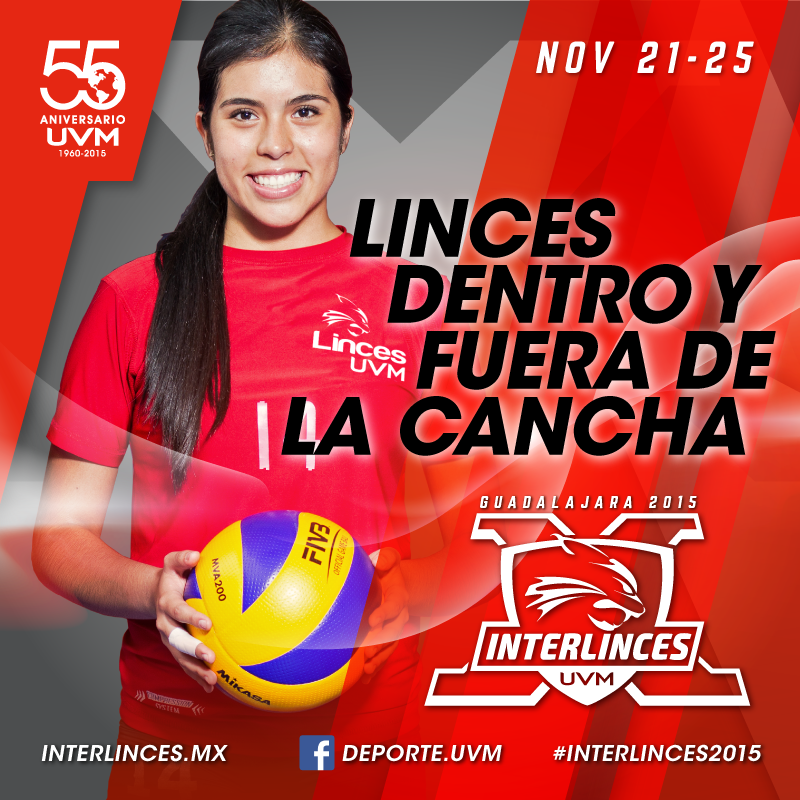 55
ANIVERSARIO
UVM
1960-2015
NOV 21-25
LINCES
DENTRO Y
FUERA DE
LA CANCHA
Linces
UVM
FIVB
MVA200
MIKASA
GUADALAJARA 2015
X
INTERLINCES
UVM
INTERLINCES.MX
f DEPORTE.UVM
#INTERLINCES2015